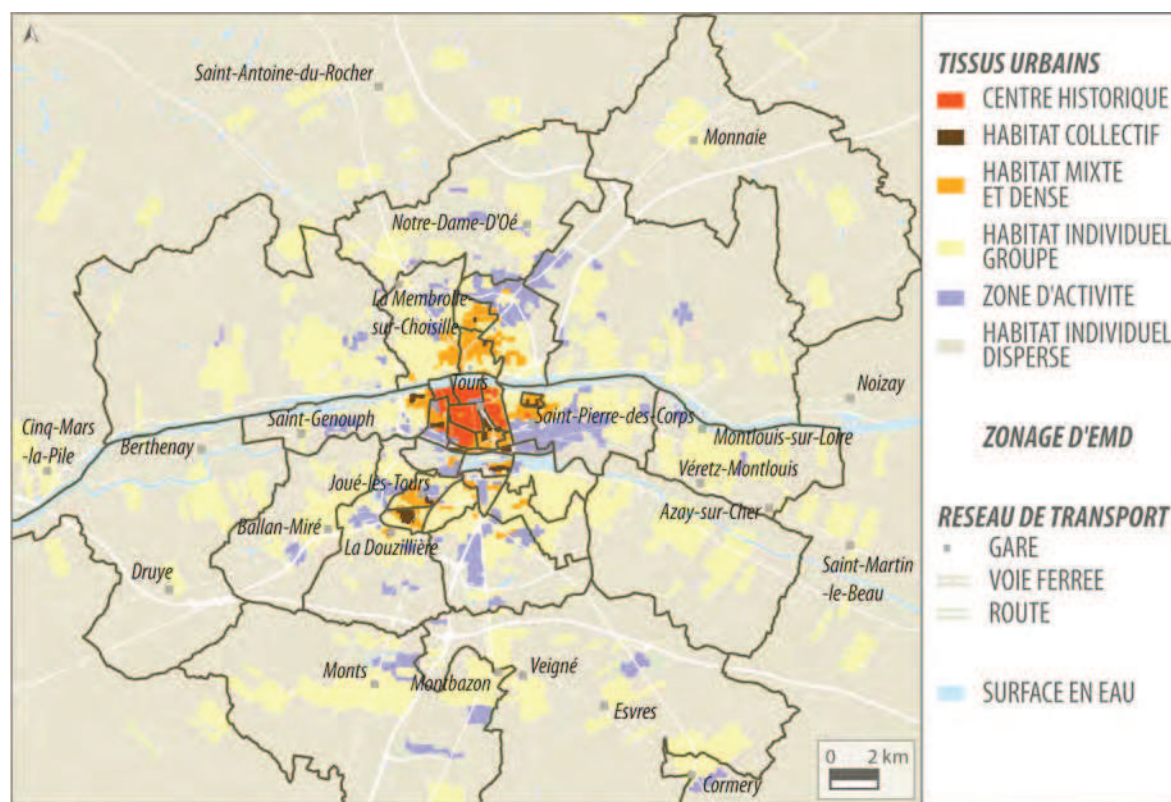 Saint-Antoine-du-Rocher
Monnaie
Notre-Dame-D'Oé
La Membrolle-
sur-Choisille
Tours
Noizay
Saint-Genouph
Saint-Pierre-des-Corps
Cinq-Mars
-la-Pile
Berthenay
Montlouis-sur-Loire
Véretz-Montlouis
Joué-lès-Tours
Azay-sur-Cher
Ballan-Miré
La Douzillière
Druye
Saint-Martin
-le-Beau
Monts
Montbazon
Veigné
Esvres
Cormery
0 2 km
TISSUS URBAINS
CENTRE HISTORIQUE
HABITAT COLLECTIF
HABITAT MIXTE
ET DENSE
HABITAT INDIVIDUEL
GROUPE
ZONE D'ACTIVITE
HABITAT INDIVIDUEL
DISPERSE
ZONAGE D'EMD
RESEAU DE TRANSPORT
GARE
VOIE FERREE
ROUTE
SURFACE EN EAU